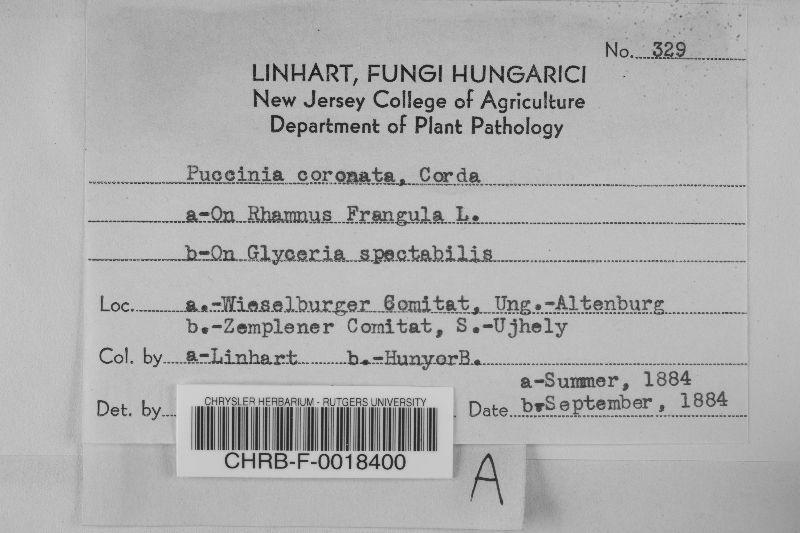 No. 329
LINHART, FUNGI HUNGARICI
New Jersey College of Agriculture
Department of Plant Pathology
Puccinia coronata, Corda
a-On Rhamnus Frangula L.
b-On Glyceria spectabilis
Loc. a.-Wieselburger Comitat, Ung.-Altenburg
b.-Zemplener Comitat, S.-Ujhely
Col. by a-Linhart b.-HunyorB.
a-Summer, 1884
Det. by Date b-September, 1884
CHRYSLER HERBARIUM - RUTGERS UNIVERSITY
CHRB-F-0018400
A